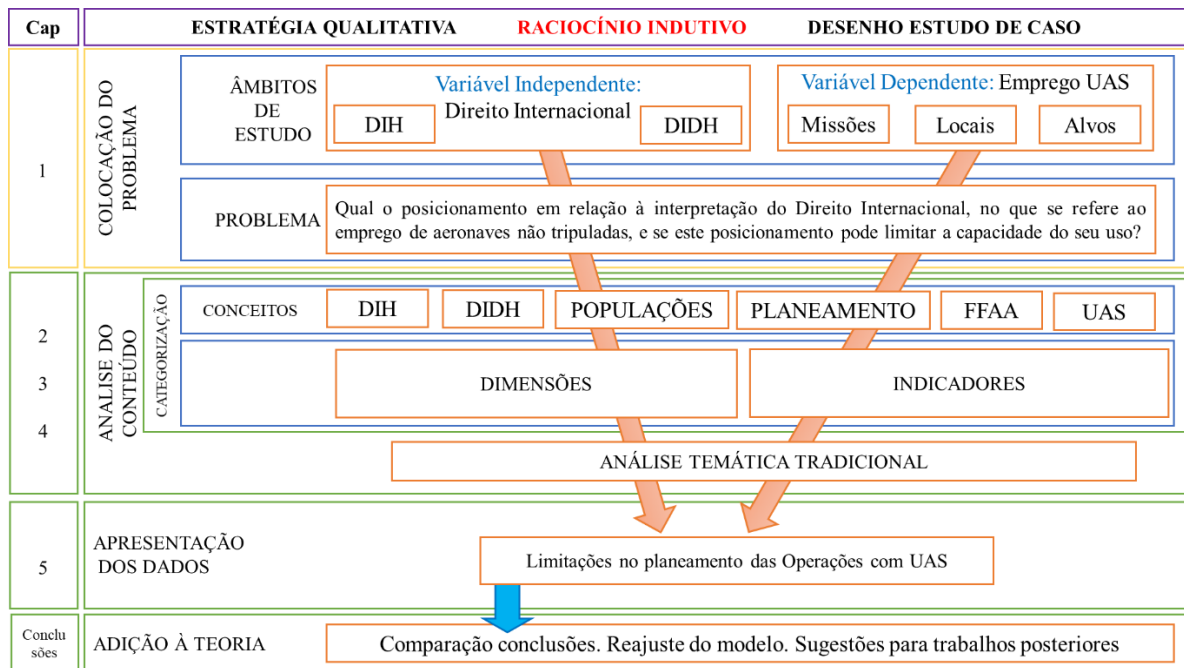 Cap
ESTRATÉGIA QUALITATIVA RACIOCÍNIO INDUTIVO DESENHO ESTUDO DE CASO
1
COLOCAÇÃO DO
PROBLEMA
ÂMBITOS
DE
ESTUDO
Variável Independente:
Direito Internacional
DIH
DIDH
Variável Dependente: Emprego UAS
Missões
Locais
Alvos
PROBLEMA
Qual o posicionamento em relação à interpretação do Direito Internacional, no que se refere ao
emprego de aeronaves não tripuladas, e se este posicionamento pode limitar a capacidade do seu uso?
2
3
4
ANALISE DO
CONTEÚDO
CATEGORIZAÇÃO
CONCEITOS
DIH
DIDH
POPULAÇÕES
PLANEAMENTO
FFAA
UAS
DIMENSÕES
INDICADORES
ANÁLISE TEMÁTICA TRADICIONAL
5
APRESENTAÇÃO
DOS DADOS
Limitações no planeamento das Operações com UAS
Conclu
sões
ADIÇÃO À TEORIA
Comparação conclusões. Reajuste do modelo. Sugestões para trabalhos posteriores